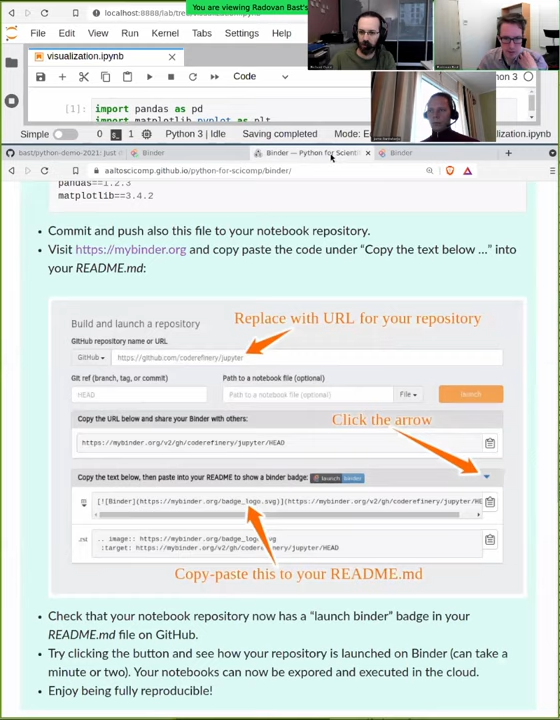 You are viewing Radovan Bast's
localhost:8888/lab/tre
File Edit View Run Kernel Tabs Settings Help
visualization.ipynb
Code
[1]: import pandas as pd
import matplotlib.pyplot as plt
Simple 0 1 Python 3 | Idle Saving completed Mode: Ed
bast/python-demo-2021: Just d Binder Binder — Python for Scienti Binder
aaltoscicomp.github.io/python-for-scicomp/binder/
pandas==1.2.3
matplotlib==3.4.2
• Commit and push also this file to your notebook repository.
• Visit https://mybinder.org and copy paste the code under “Copy the text below …” into
your README.md:
Build and launch a repository
Replace with URL for your repository
GitHub repository name or URL
GitHub https://github.com/coderefinery/jupyter
Git ref (branch, tag, or commit) Path to a notebook file (optional)
HEAD Path to a notebook file (optional) File launch
Copy the URL below and share your Binder with others:
Click the arrow
https://mybinder.org/v2/gh/coderefinery/jupyter/HEAD
Copy the text below, then paste into your README to show a binder badge: launch binder
[![Binder](https://mybinder.org/badge_logo.svg)](https://mybinder.org/v2/gh/coderefinery/jupyter/HE
.rst .. image:: https://mybinder.org/badge_logo.svg
:target: https://mybinder.org/v2/gh/coderefinery/jupyter/HEAD
Copy-paste this to your README.md
• Check that your notebook repository now has a “launch binder” badge in your
README.md file on GitHub.
• Try clicking the button and see how your repository is launched on Binder (can take a
minute or two). Your notebooks can now be expored and executed in the cloud.
• Enjoy being fully reproducible!